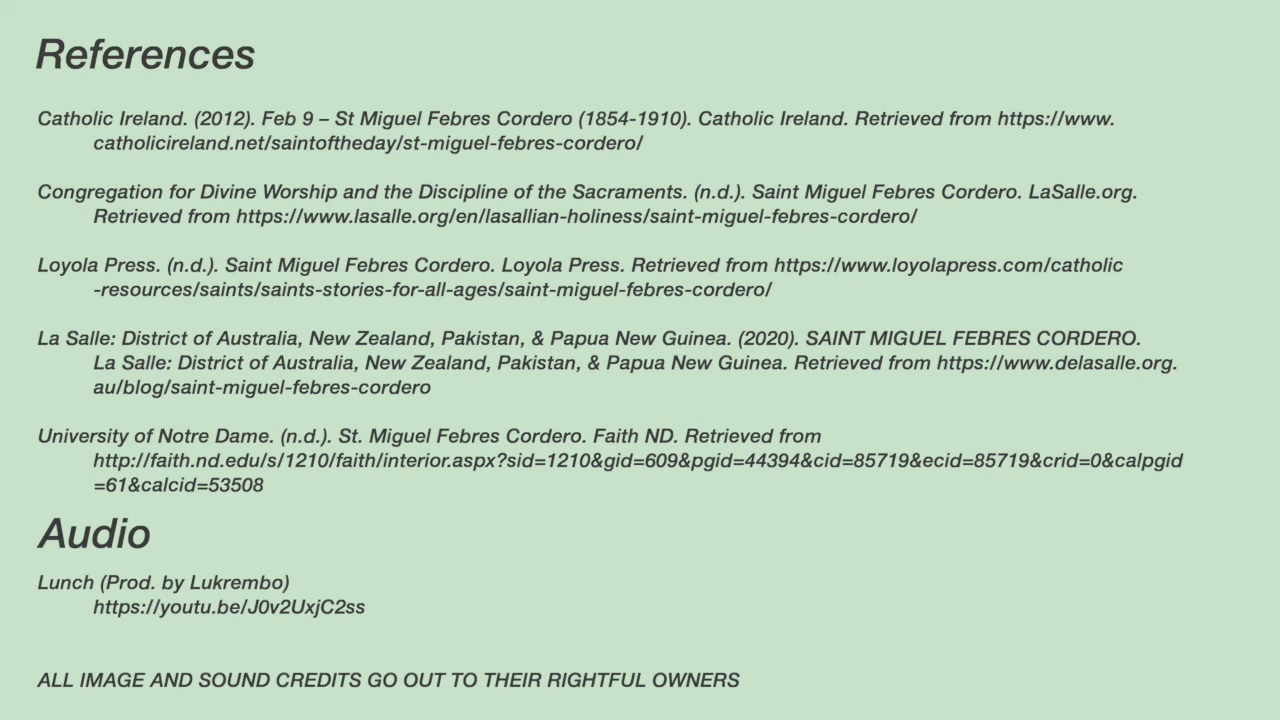 References
Catholic Ireland. (2012). Feb 9 – St Miguel Febres Cordero (1854-1910). Catholic Ireland. Retrieved from https://www.
catholicireland.net/saintoftheday/st-miguel-febres-cordero/
Congregation for Divine Worship and the Discipline of the Sacraments. (n.d.). Saint Miguel Febres Cordero. LaSalle.org.
Retrieved from https://www.lasalle.org/en/lasallian-holiness/saint-miguel-febres-cordero/
Loyola Press. (n.d.). Saint Miguel Febres Cordero. Loyola Press. Retrieved from https://www.loyolapress.com/catholic
-resources/saints/saints-stories-for-all-ages/saint-miguel-febres-cordero/
La Salle: District of Australia, New Zealand, Pakistan, & Papua New Guinea. (2020). SAINT MIGUEL FEBRES CORDERO.
La Salle: District of Australia, New Zealand, Pakistan, & Papua New Guinea. Retrieved from https://www.delasalle.org.
au/blog/saint-miguel-febres-cordero
University of Notre Dame. (n.d.). St. Miguel Febres Cordero. Faith ND. Retrieved from
http://faith.nd.edu/s/1210/faith/interior.aspx?sid=1210&gid=609&pgid=44394&cid=85719&ecid=85719&crid=0&calpgid
=61&calcid=53508
Audio
Lunch (Prod. by Lukrembo)
https://youtu.be/J0v2UxjC2ss
ALL IMAGE AND SOUND CREDITS GO OUT TO THEIR RIGHTFUL OWNERS